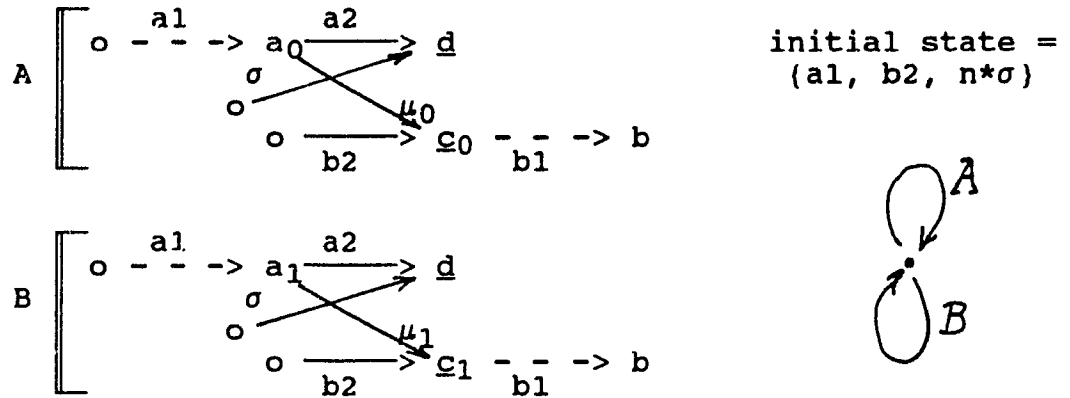 a1 a2
o - - -> a0 ——> d
A σ
o μ0
o ——> c0 - - -> b
b2 b1
initial state =
{a1, b2, n*σ}
A
B
a1 a2
o - - -> a1 ——> d
B σ
o μ1
o ——> c1 - - -> b
b2 b1